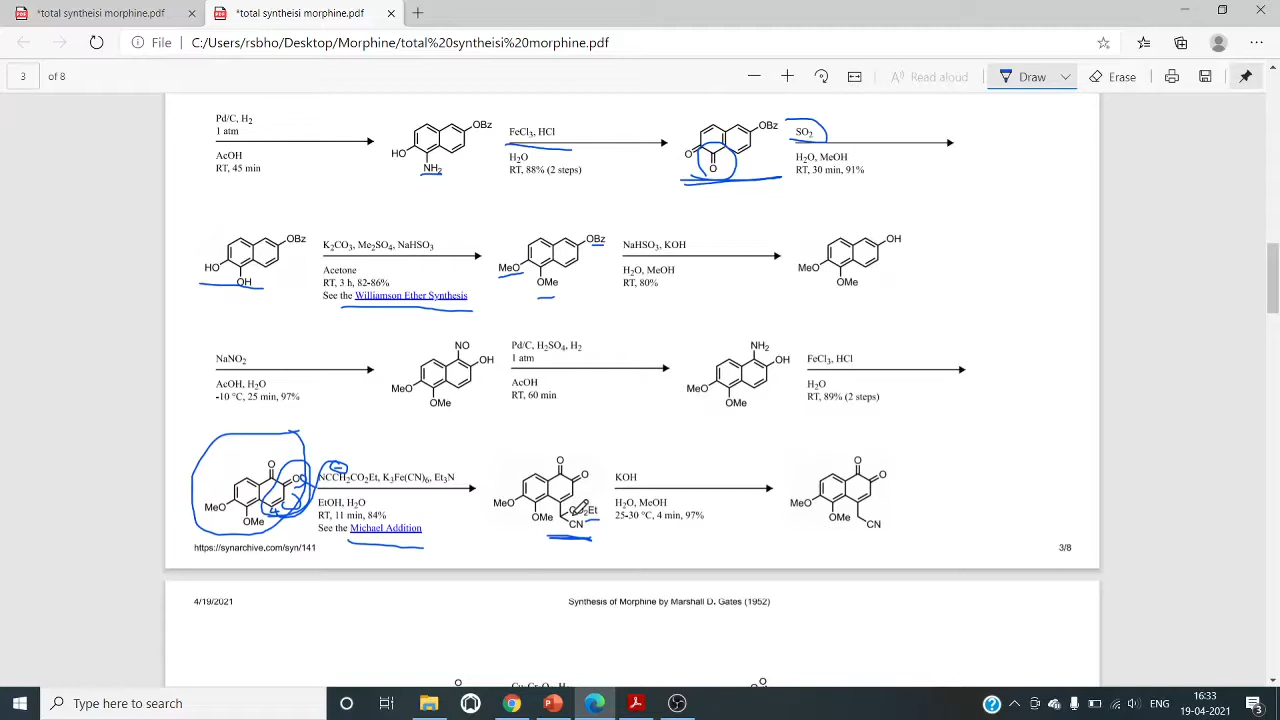 *total syntheisi morphine.pdf
*total syntheisi morphine.pdf
File C:/Users/rsbho/Desktop/Morphine/total%20syntheisi%20morphine.pdf
3 of 8
Read aloud
Draw
Erase
Pd/C, H2
1 atm
AcOH
RT, 45 min
OBz
HO
NH2
FeCl3, HCl
H2O
RT, 88% (2 steps)
OBz
O
O
SO2
H2O, MeOH
RT, 30 min, 91%
OBz
HO
OH
K2CO3, Me2SO4, NaHSO3
Acetone
RT, 3 h, 82-86%
See the Williamson Ether Synthesis
OBz
MeO
OMe
NaHSO3, KOH
H2O, MeOH
RT, 80%
OH
MeO
OMe
NaNO2
AcOH, H2O
-10 °C, 25 min, 97%
NO
OH
MeO
OMe
Pd/C, H2SO4, H2
1 atm
AcOH
RT, 60 min
NH2
OH
MeO
OMe
FeCl3, HCl
H2O
RT, 89% (2 steps)
O
O
4
MeO
OMe
NCCH2CO2Et, K3Fe(CN)6, Et3N
EtOH, H2O
RT, 11 min, 84%
See the Michael Addition
O
O
MeO
OMe
CO2Et
CN
KOH
H2O, MeOH
25-30 °C, 4 min, 97%
O
O
MeO
OMe
CN
https://synarchive.com/syn/141
3/8
4/19/2021
Synthesis of Morphine by Marshall D. Gates (1952)
Type here to search
16:33
19-04-2021